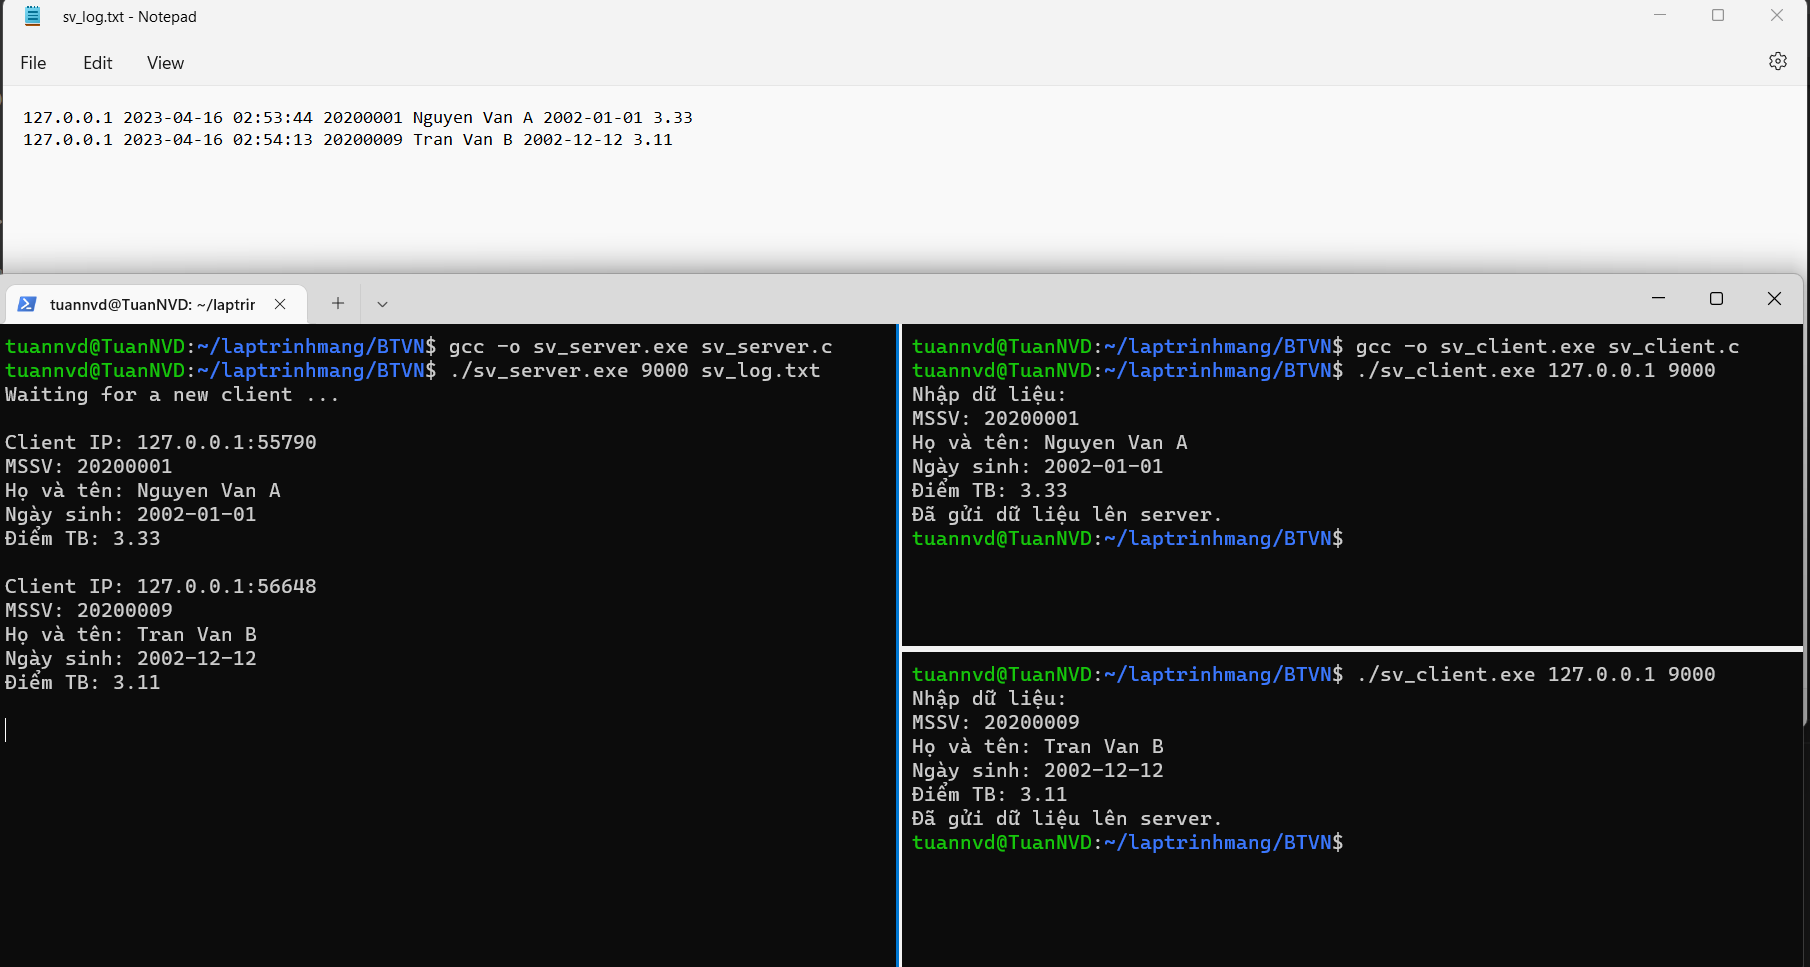 sv_log.txt - Notepad
File Edit View
127.0.0.1 2023-04-16 02:53:44 20200001 Nguyen Van A 2002-01-01 3.33
127.0.0.1 2023-04-16 02:54:13 20200009 Tran Van B 2002-12-12 3.11
tuannvd@TuanNVD: ~/laptrir
tuannvd@TuanNVD:~/laptrinhmang/BTVN$ gcc -o sv_server.exe sv_server.c
tuannvd@TuanNVD:~/laptrinhmang/BTVN$ ./sv_server.exe 9000 sv_log.txt
Waiting for a new client ...
Client IP: 127.0.0.1:55790
MSSV: 20200001
Họ và tên: Nguyen Van A
Ngày sinh: 2002-01-01
Điểm TB: 3.33
Client IP: 127.0.0.1:56648
MSSV: 20200009
Họ và tên: Tran Van B
Ngày sinh: 2002-12-12
Điểm TB: 3.11
tuannvd@TuanNVD:~/laptrinhmang/BTVN$ gcc -o sv_client.exe sv_client.c
tuannvd@TuanNVD:~/laptrinhmang/BTVN$ ./sv_client.exe 127.0.0.1 9000
Nhập dữ liệu:
MSSV: 20200001
Họ và tên: Nguyen Van A
Ngày sinh: 2002-01-01
Điểm TB: 3.33
Đã gửi dữ liệu lên server.
tuannvd@TuanNVD:~/laptrinhmang/BTVN$
tuannvd@TuanNVD:~/laptrinhmang/BTVN$ ./sv_client.exe 127.0.0.1 9000
Nhập dữ liệu:
MSSV: 20200009
Họ và tên: Tran Van B
Ngày sinh: 2002-12-12
Điểm TB: 3.11
Đã gửi dữ liệu lên server.
tuannvd@TuanNVD:~/laptrinhmang/BTVN$